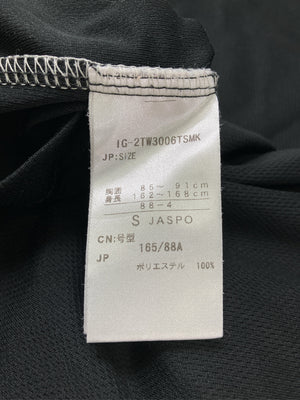 IG-2TW3006TSMK
JP:SIZE
胸囲 85～ 91cm
身長 162～168cm
88-4
S JASPO
CN:号型 165/88A
JP
ポリエステル 100%